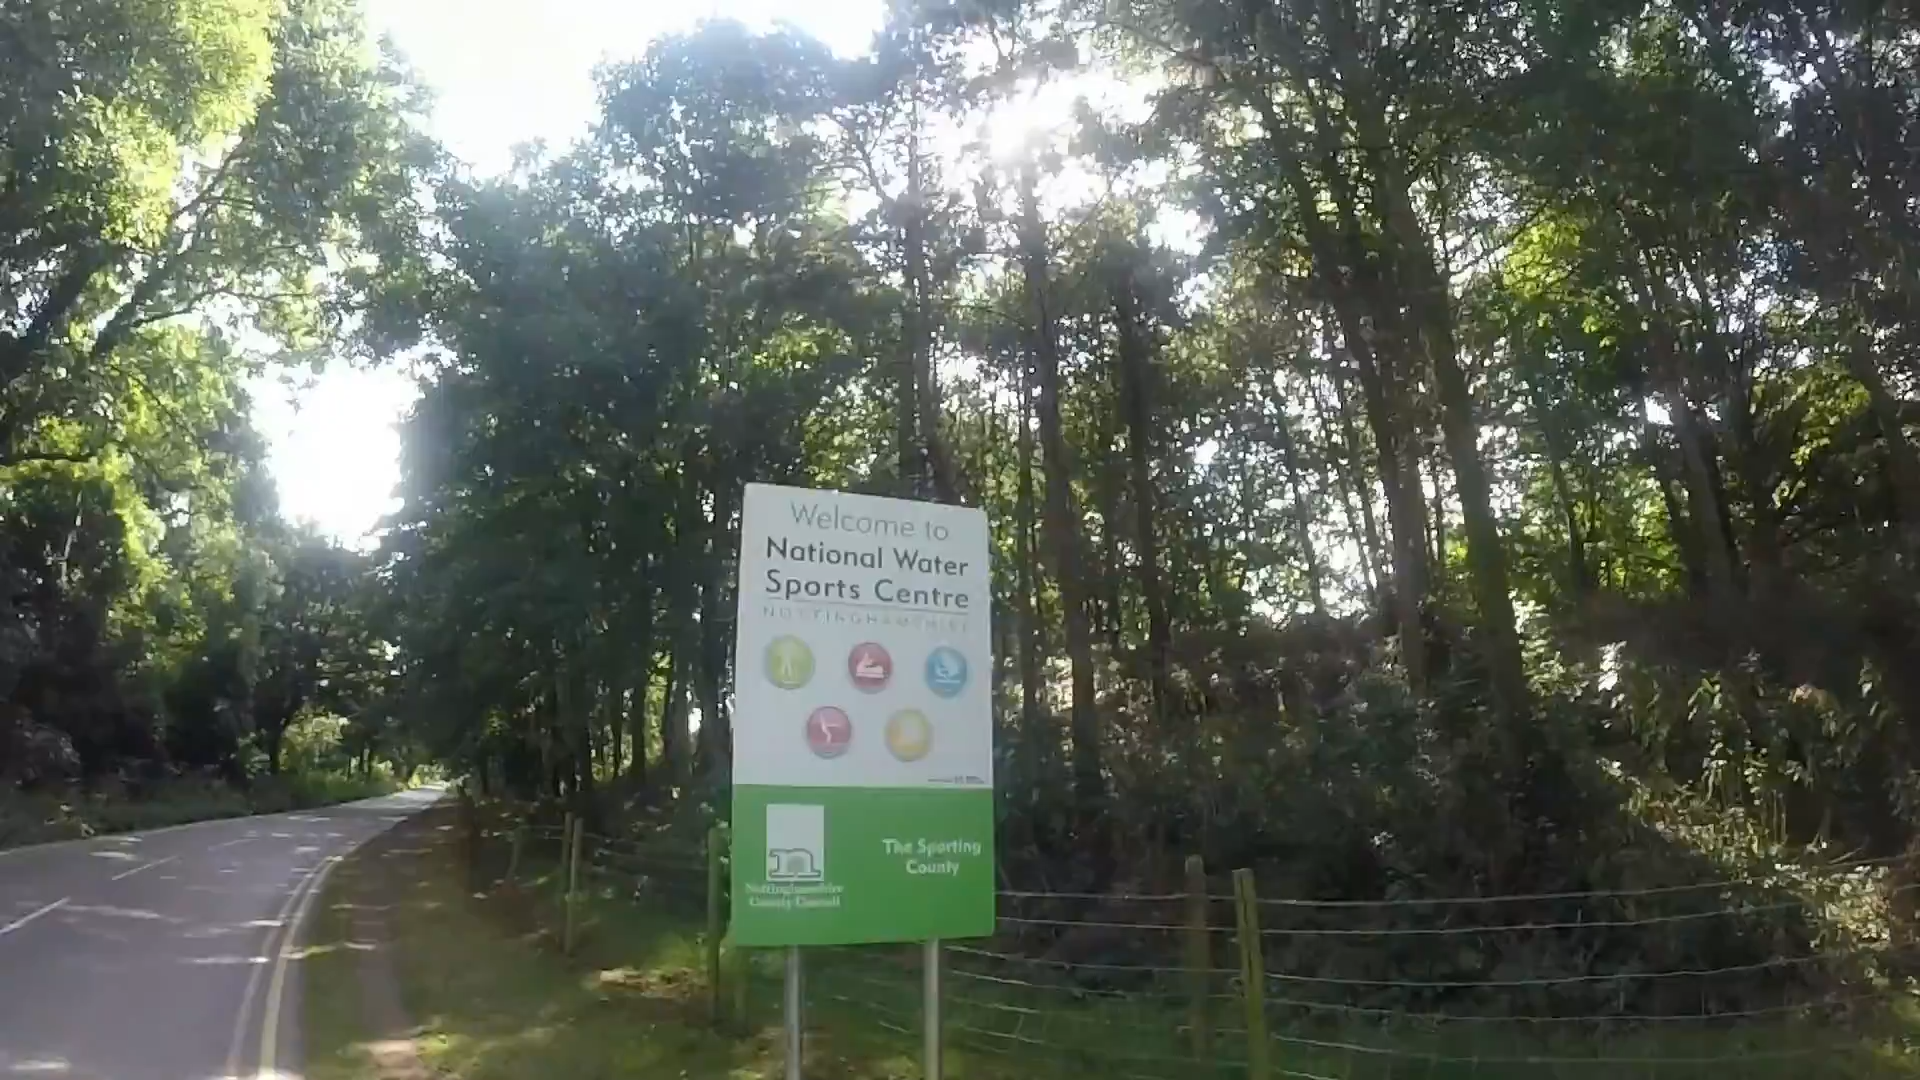 Welcome to
National Water
Sports Centre
NOTTINGHAMSHIRE
The Sporting
County
Nottinghamshire
County Council